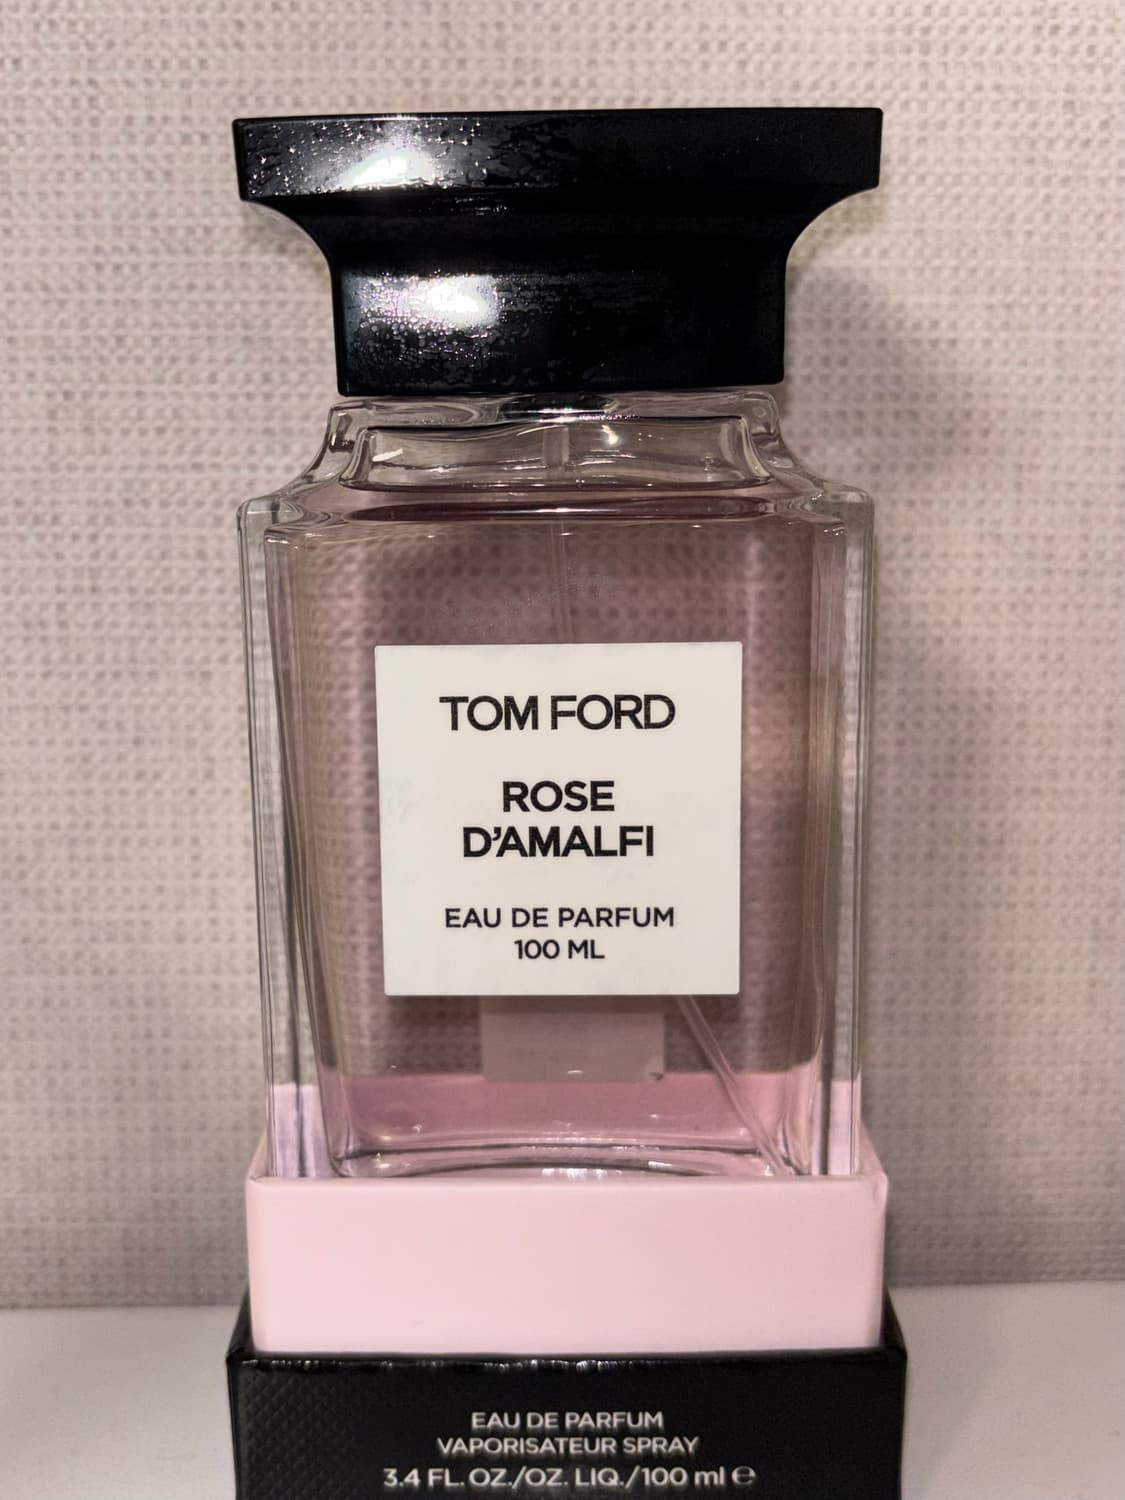 TOM FORD
ROSE
D'AMALFI
EAU DE PARFUM
100 ML
EAU DE PARFUM
VAPORISATEUR SPRAY
3.4 FL. OZ./OZ. LIQ./100 ml ℮